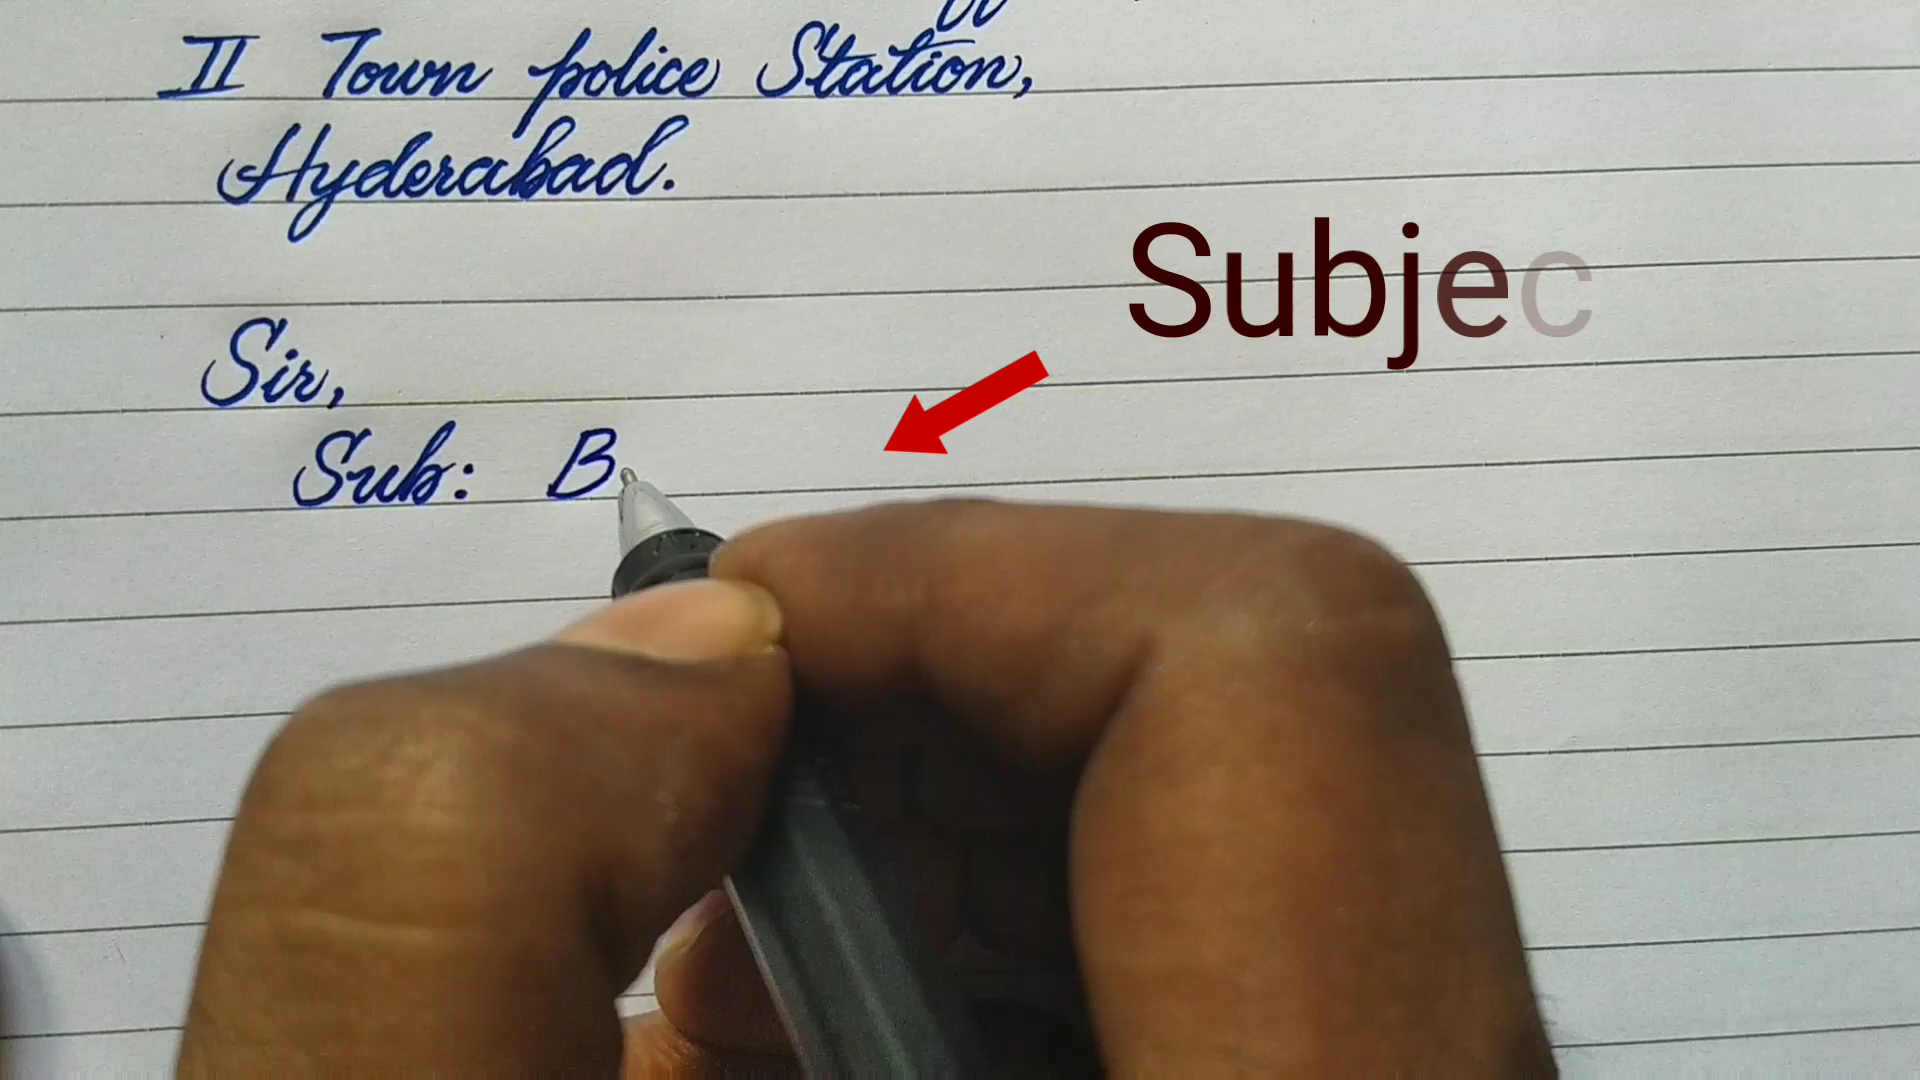 II Town police Station,
Hyderabad.
Subjec
Sir,
Sub: B